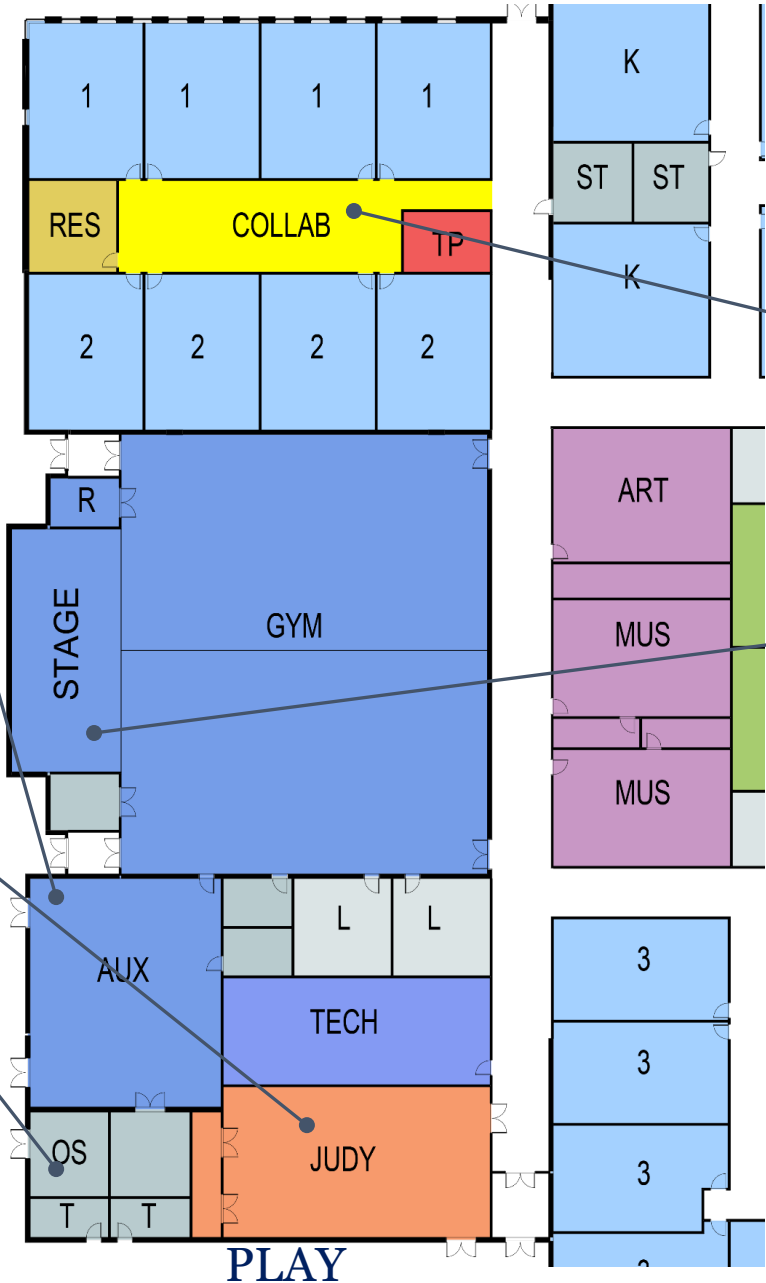 K
1 1 1 1
ST ST
RES COLLAB TP
K
2 2 2 2
R
ART
STAGE
GYM
MUS
MUS
L L
3
AUX
TECH
3
OS
JUDY
3
T T
PLAY